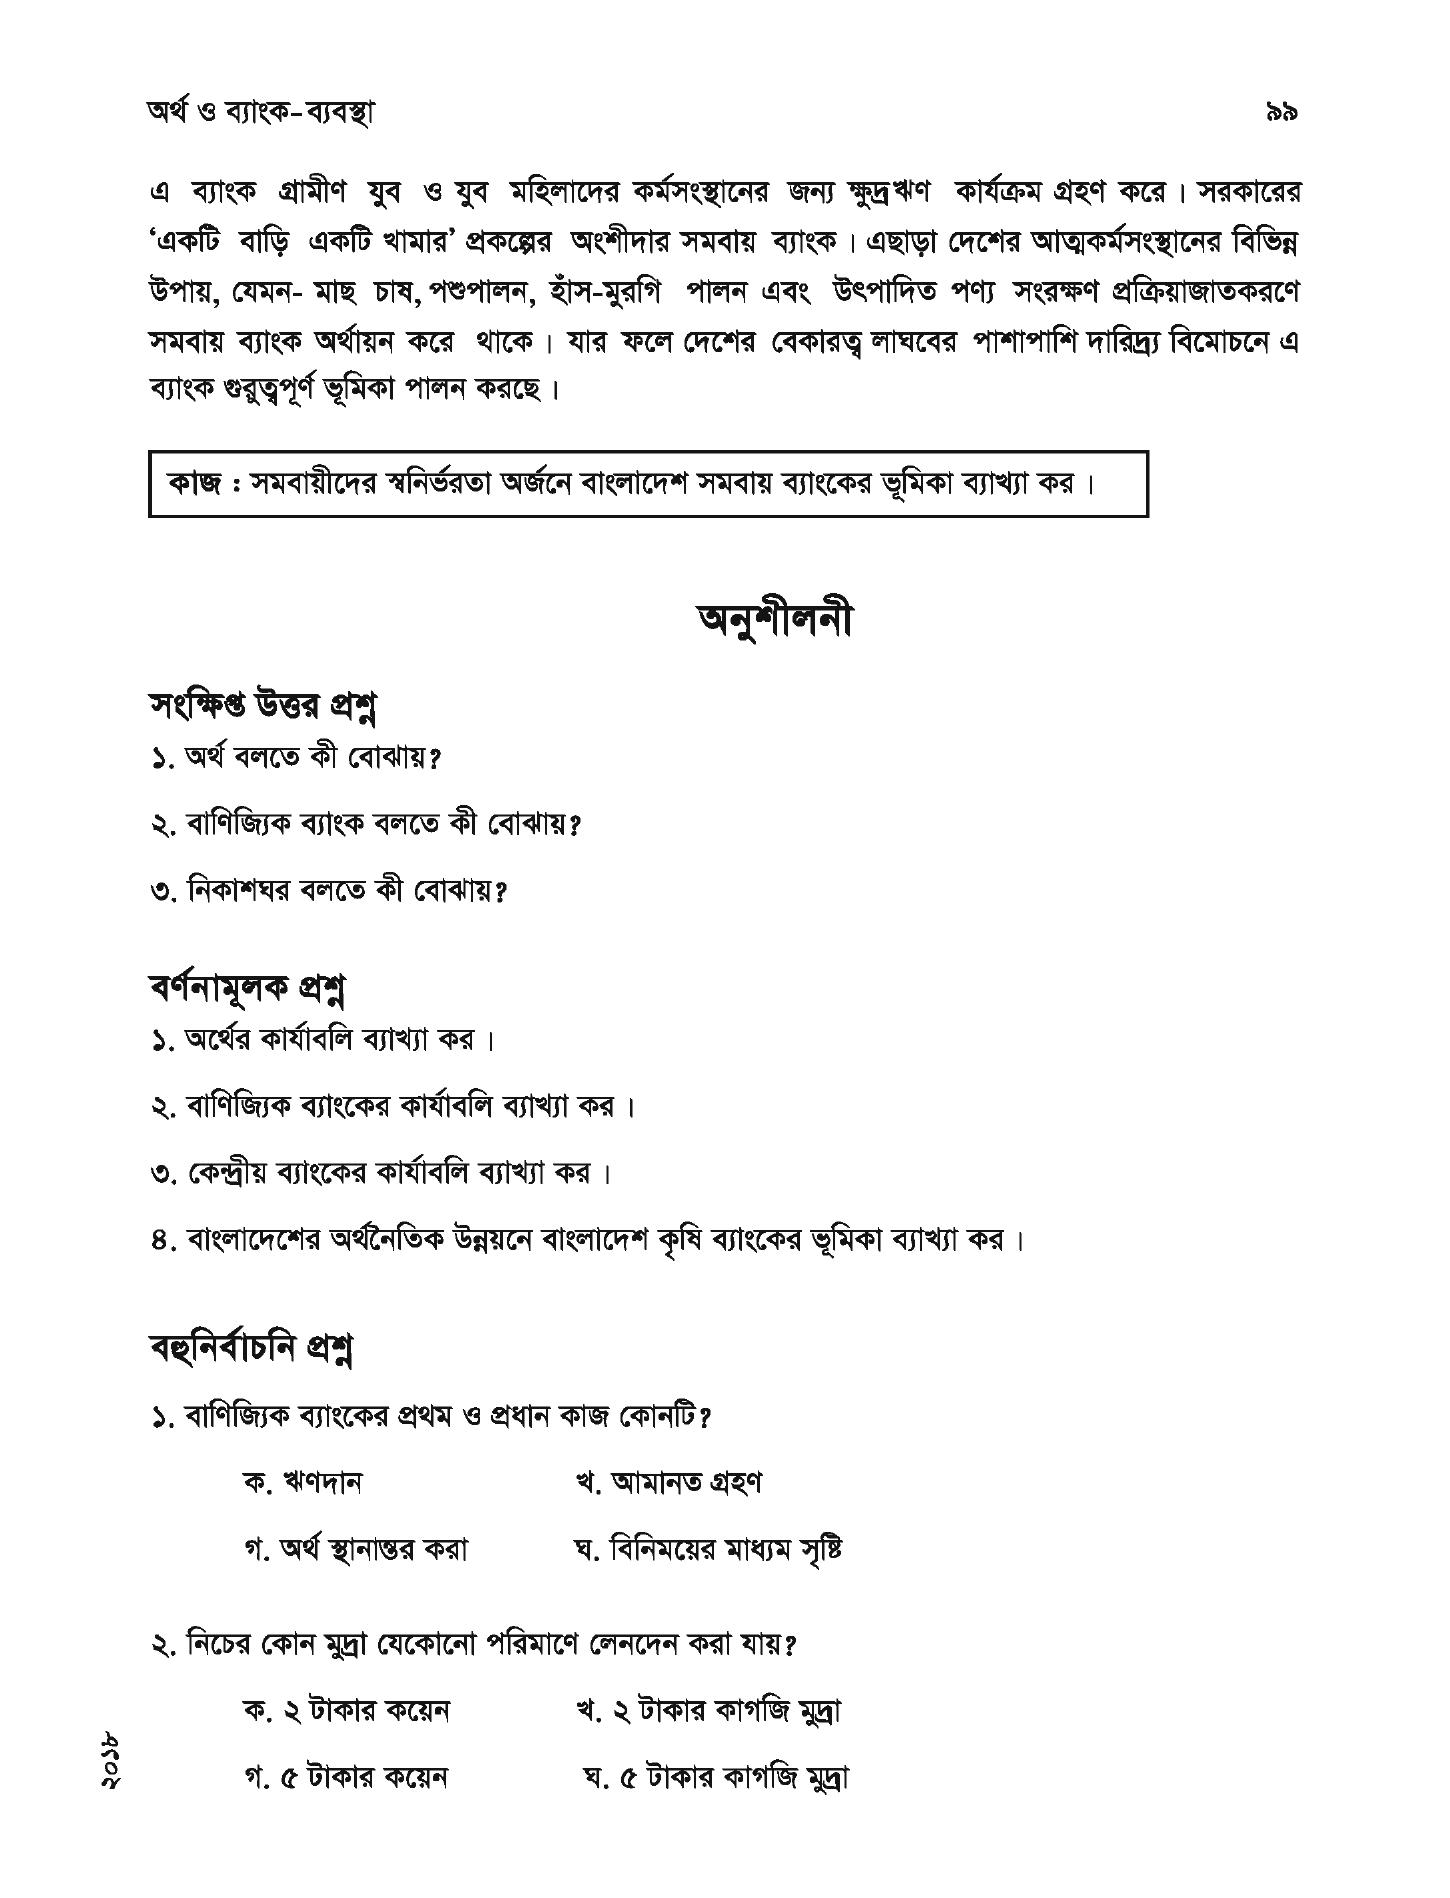 অর্থ ও ব্যাংক-ব্যবস্থা ৯৯
এ ব্যাংক গ্রামীণ যুব ও যুব মহিলাদের কর্মসংস্থানের জন্য ক্ষুদ্রঋণ কার্যক্রম গ্রহণ করে। সরকারের
‘একটি বাড়ি একটি খামার’ প্রকল্পের অংশীদার সমবায় ব্যাংক। এছাড়া দেশের আত্মকর্মসংস্থানের বিভিন্ন
উপায়, যেমন- মাছ চাষ, পশুপালন, হাঁস-মুরগি পালন এবং উৎপাদিত পণ্য সংরক্ষণ প্রক্রিয়াজাতকরণে
সমবায় ব্যাংক অর্থায়ন করে থাকে। যার ফলে দেশের বেকারত্ব লাঘবের পাশাপাশি দারিদ্র্য বিমোচনে এ
ব্যাংক গুরুত্বপূর্ণ ভূমিকা পালন করছে।
কাজ : সমবায়ীদের স্বনির্ভরতা অর্জনে বাংলাদেশ সমবায় ব্যাংকের ভূমিকা ব্যাখ্যা কর।
অনুশীলনী
সংক্ষিপ্ত উত্তর প্রশ্ন
১. অর্থ বলতে কী বোঝায়?
২. বাণিজ্যিক ব্যাংক বলতে কী বোঝায়?
৩. নিকাশঘর বলতে কী বোঝায়?
বর্ণনামূলক প্রশ্ন
১. অর্থের কার্যাবলি ব্যাখ্যা কর।
২. বাণিজ্যিক ব্যাংকের কার্যাবলি ব্যাখ্যা কর।
৩. কেন্দ্রীয় ব্যাংকের কার্যাবলি ব্যাখ্যা কর।
৪. বাংলাদেশের অর্থনৈতিক উন্নয়নে বাংলাদেশ কৃষি ব্যাংকের ভূমিকা ব্যাখ্যা কর।
বহুনির্বাচনি প্রশ্ন
১. বাণিজ্যিক ব্যাংকের প্রথম ও প্রধান কাজ কোনটি?
ক. ঋণদান খ. আমানত গ্রহণ
গ. অর্থ স্থানান্তর করা ঘ. বিনিময়ের মাধ্যম সৃষ্টি
২. নিচের কোন মুদ্রা যেকোনো পরিমাণে লেনদেন করা যায়?
ক. ২ টাকার কয়েন খ. ২ টাকার কাগজি মুদ্রা
গ. ৫ টাকার কয়েন ঘ. ৫ টাকার কাগজি মুদ্রা
২০১৮